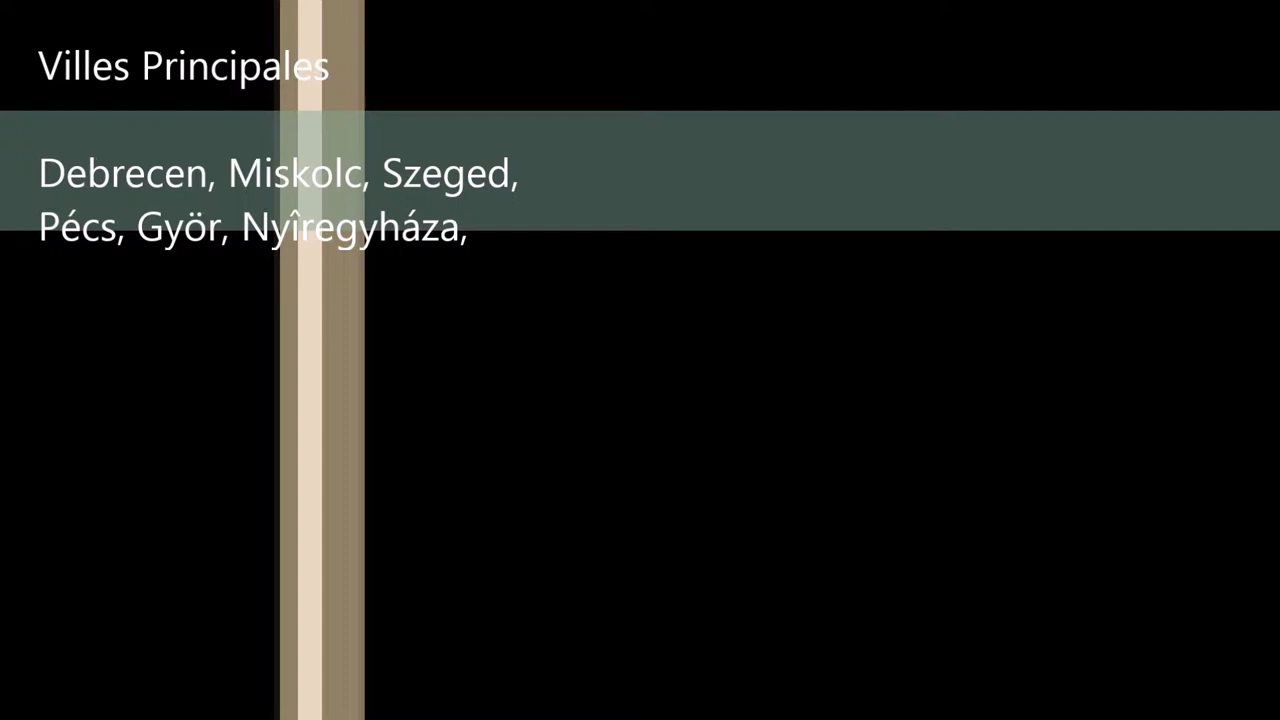 Villes Principales
Debrecen, Miskolc, Szeged,
Pécs, Györ, Nyîregyháza,